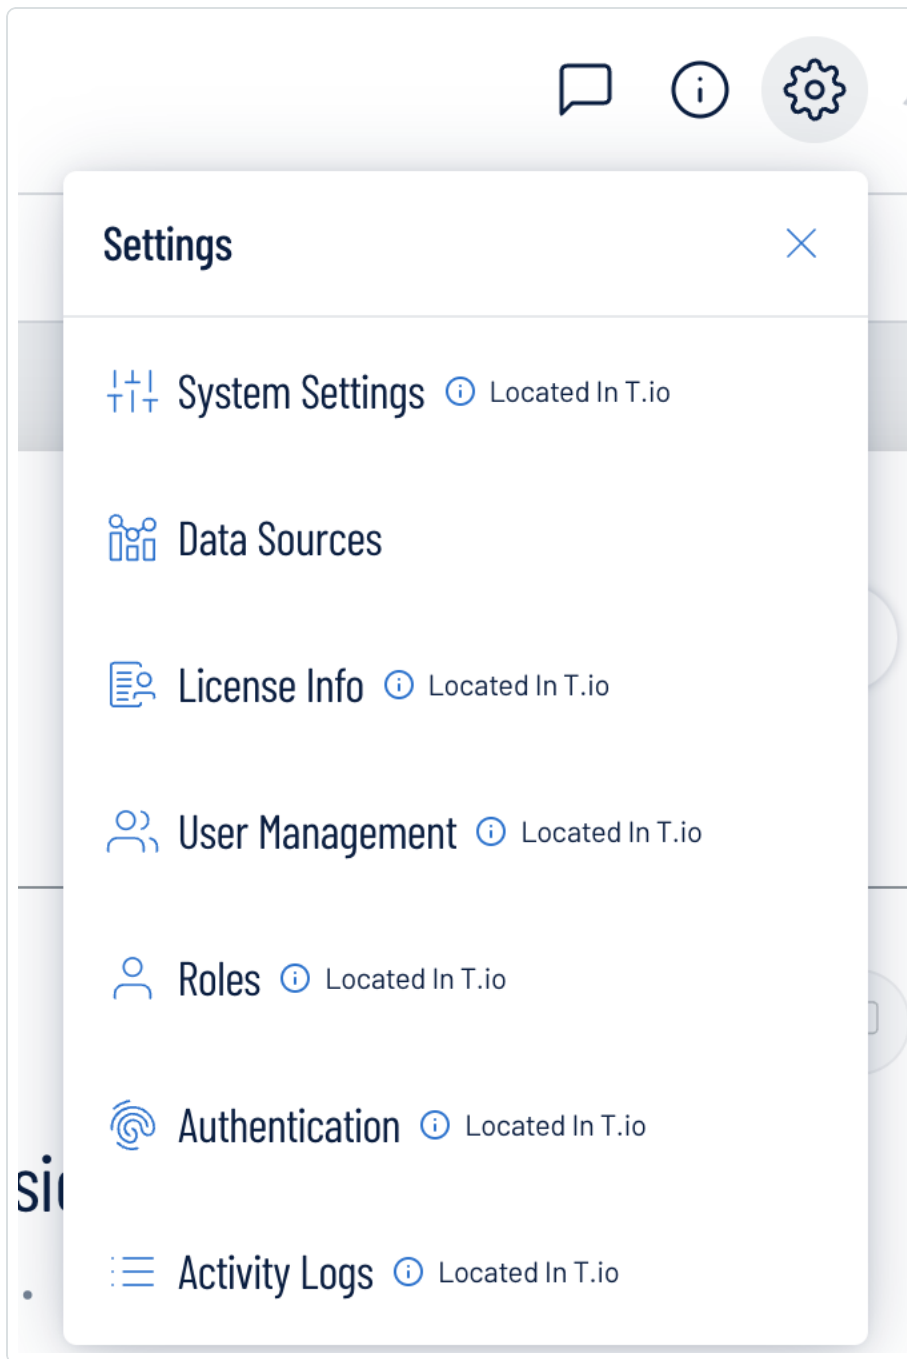 Settings
System Settings Located In T.io
Data Sources
License Info Located In T.io
User Management Located In T.io
Roles Located In T.io
Authentication Located In T.io
sic
Activity Logs Located In T.io